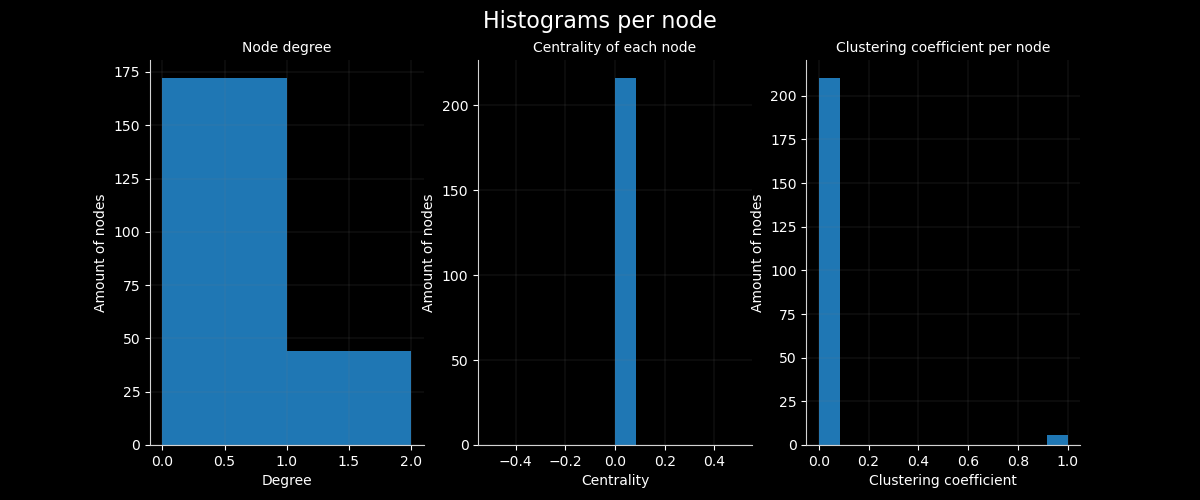 Histograms per node
Node degree
175
150
125
100
75
50
25
0
Amount of nodes
0.0 0.5 1.0 1.5 2.0
Degree
Centrality of each node
200
150
100
50
0
Amount of nodes
−0.4 −0.2 0.0 0.2 0.4
Centrality
Clustering coefficient per node
200
175
150
125
100
75
50
25
0
Amount of nodes
0.0 0.2 0.4 0.6 0.8 1.0
Clustering coefficient